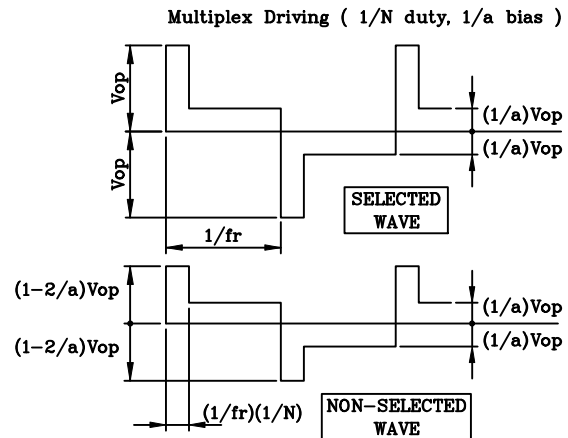 Multiplex Driving ( 1/N duty, 1/a bias )
Vop
(1/a)Vop
(1/a)Vop
Vop
SELECTED
WAVE
1/fr
(1-2/a)Vop
(1/a)Vop
(1-2/a)Vop
(1/a)Vop
(1/fr)(1/N)
NON-SELECTED
WAVE